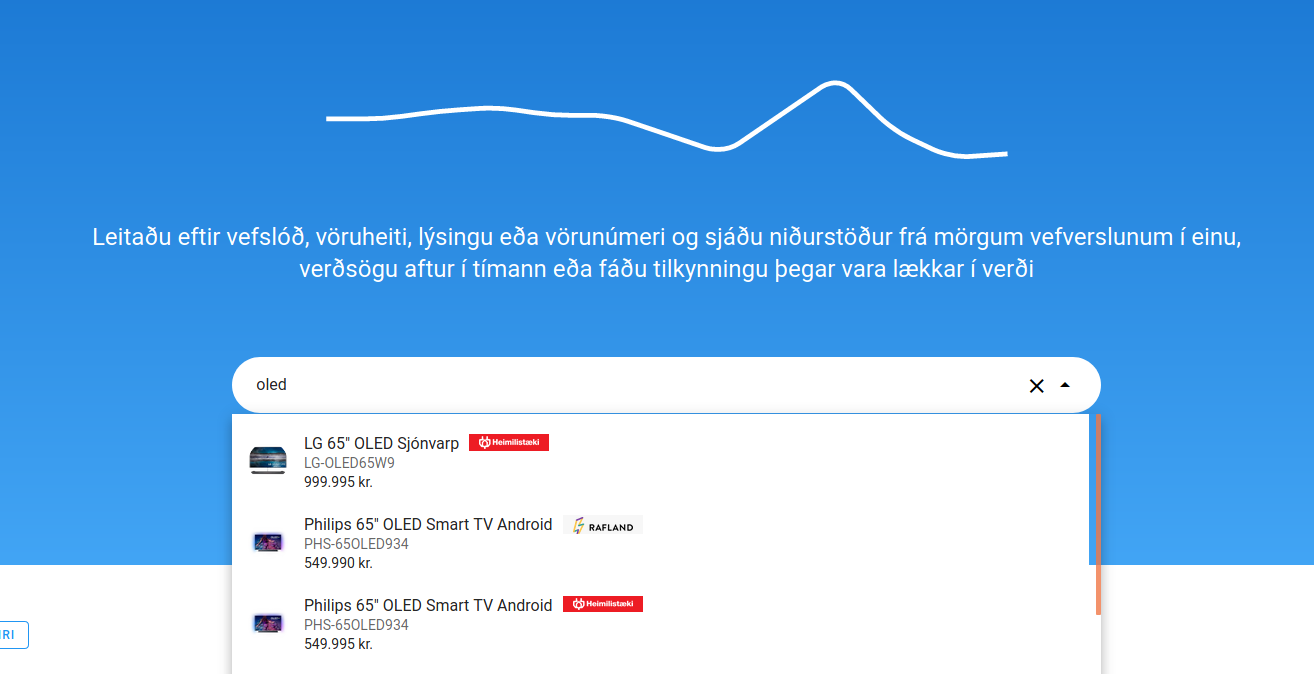 Leitaðu eftir vefslóð, vöruheiti, lýsingu eða vörunúmeri og sjáðu niðurstöður frá mörgum vefverslunum í einu,
verðsögu aftur í tímann eða fáðu tilkynningu þegar vara lækkar í verði
oled
LG 65" OLED Sjónvarp Heimilistæki
LG-OLED65W9
999.995 kr.
Philips 65" OLED Smart TV Android RAFLAND
PHS-65OLED934
549.990 kr.
Philips 65" OLED Smart TV Android Heimilistæki
PHS-65OLED934
549.995 kr.